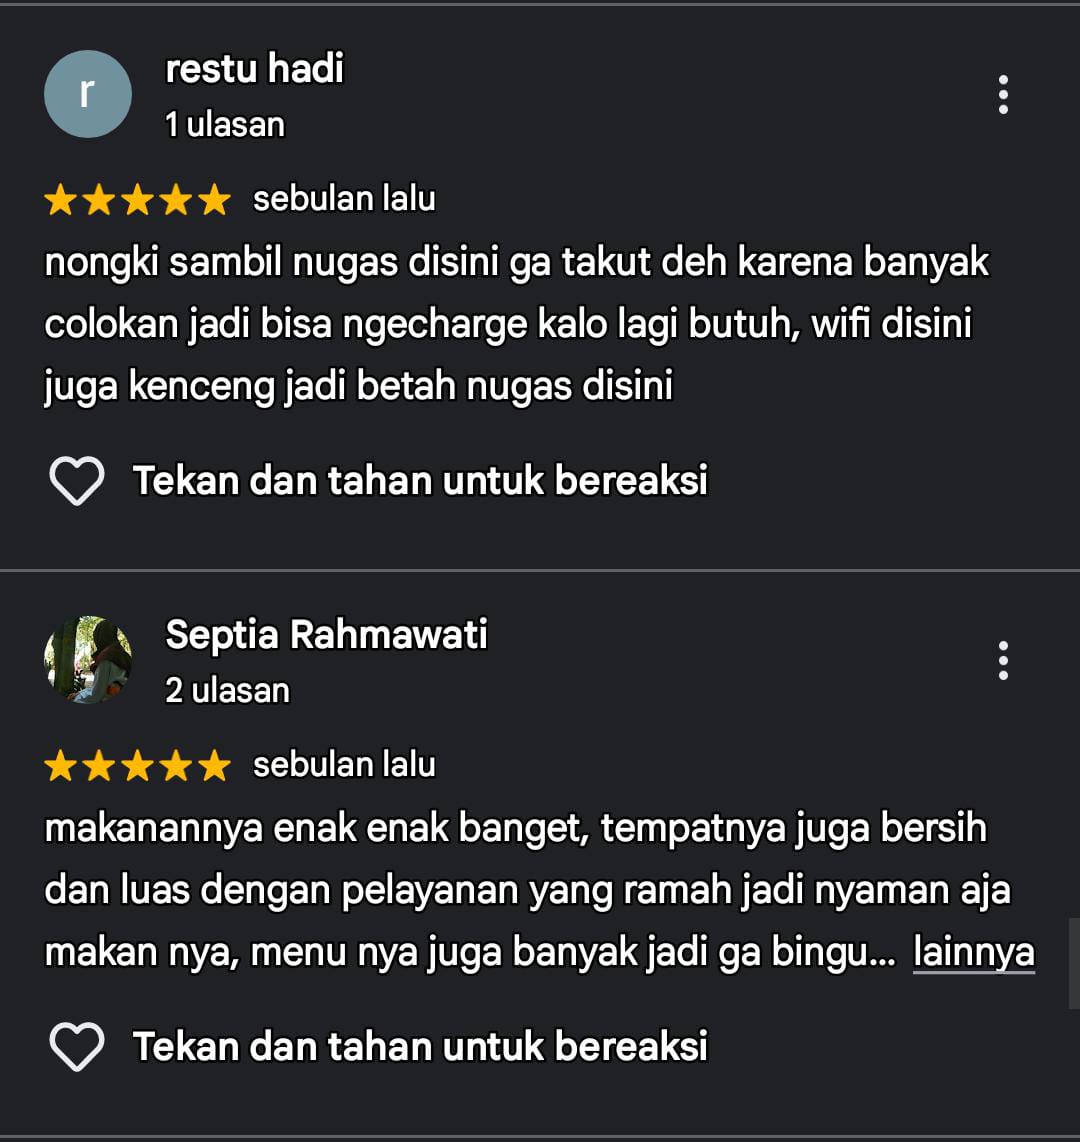 r
restu hadi
1 ulasan
sebulan lalu
nongki sambil nugas disini ga takut deh karena banyak
colokan jadi bisa ngecharge kalo lagi butuh, wifi disini
juga kenceng jadi betah nugas disini
Tekan dan tahan untuk bereaksi
Septia Rahmawati
2 ulasan
sebulan lalu
makanannya enak enak banget, tempatnya juga bersih
dan luas dengan pelayanan yang ramah jadi nyaman aja
makan nya, menu nya juga banyak jadi ga bingu... lainnya
Tekan dan tahan untuk bereaksi